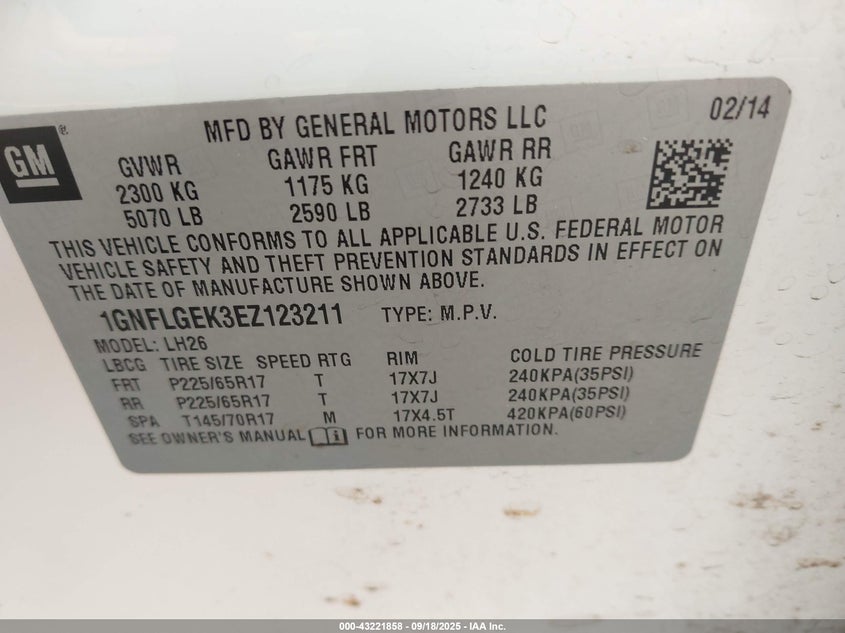 GM
MFD BY GENERAL MOTORS LLC 02/14
GVWR GAWR FRT GAWR RR
2300 KG 1175 KG 1240 KG
5070 LB 2590 LB 2733 LB
THIS VEHICLE CONFORMS TO ALL APPLICABLE U.S. FEDERAL MOTOR
VEHICLE SAFETY AND THEFT PREVENTION STANDARDS IN EFFECT ON
THE DATE OF MANUFACTURE SHOWN ABOVE.
1GNFLGEK3EZ123211 TYPE: M.P.V.
MODEL: LH26
LBCG TIRE SIZE SPEED RTG RIM COLD TIRE PRESSURE
FRT P225/65R17 T 17X7J 240KPA(35PSI)
RR P225/65R17 T 17X7J 240KPA(35PSI)
SPA T145/70R17 M 17X4.5T 420KPA(60PSI)
SEE OWNER'S MANUAL FOR MORE INFORMATION.
000-43221858 - 09/18/2025 - IAA Inc.